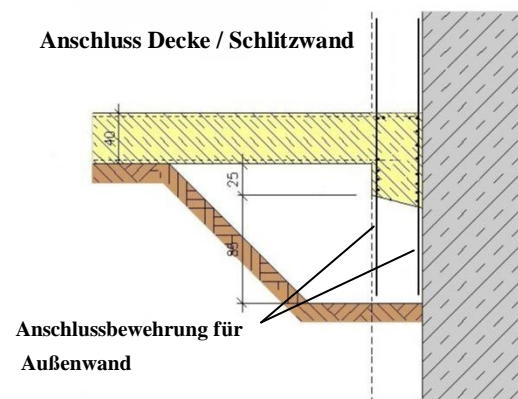 Anschluss Decke / Schlitzwand
40
25
85
Anschlussbewehrung für
Außenwand